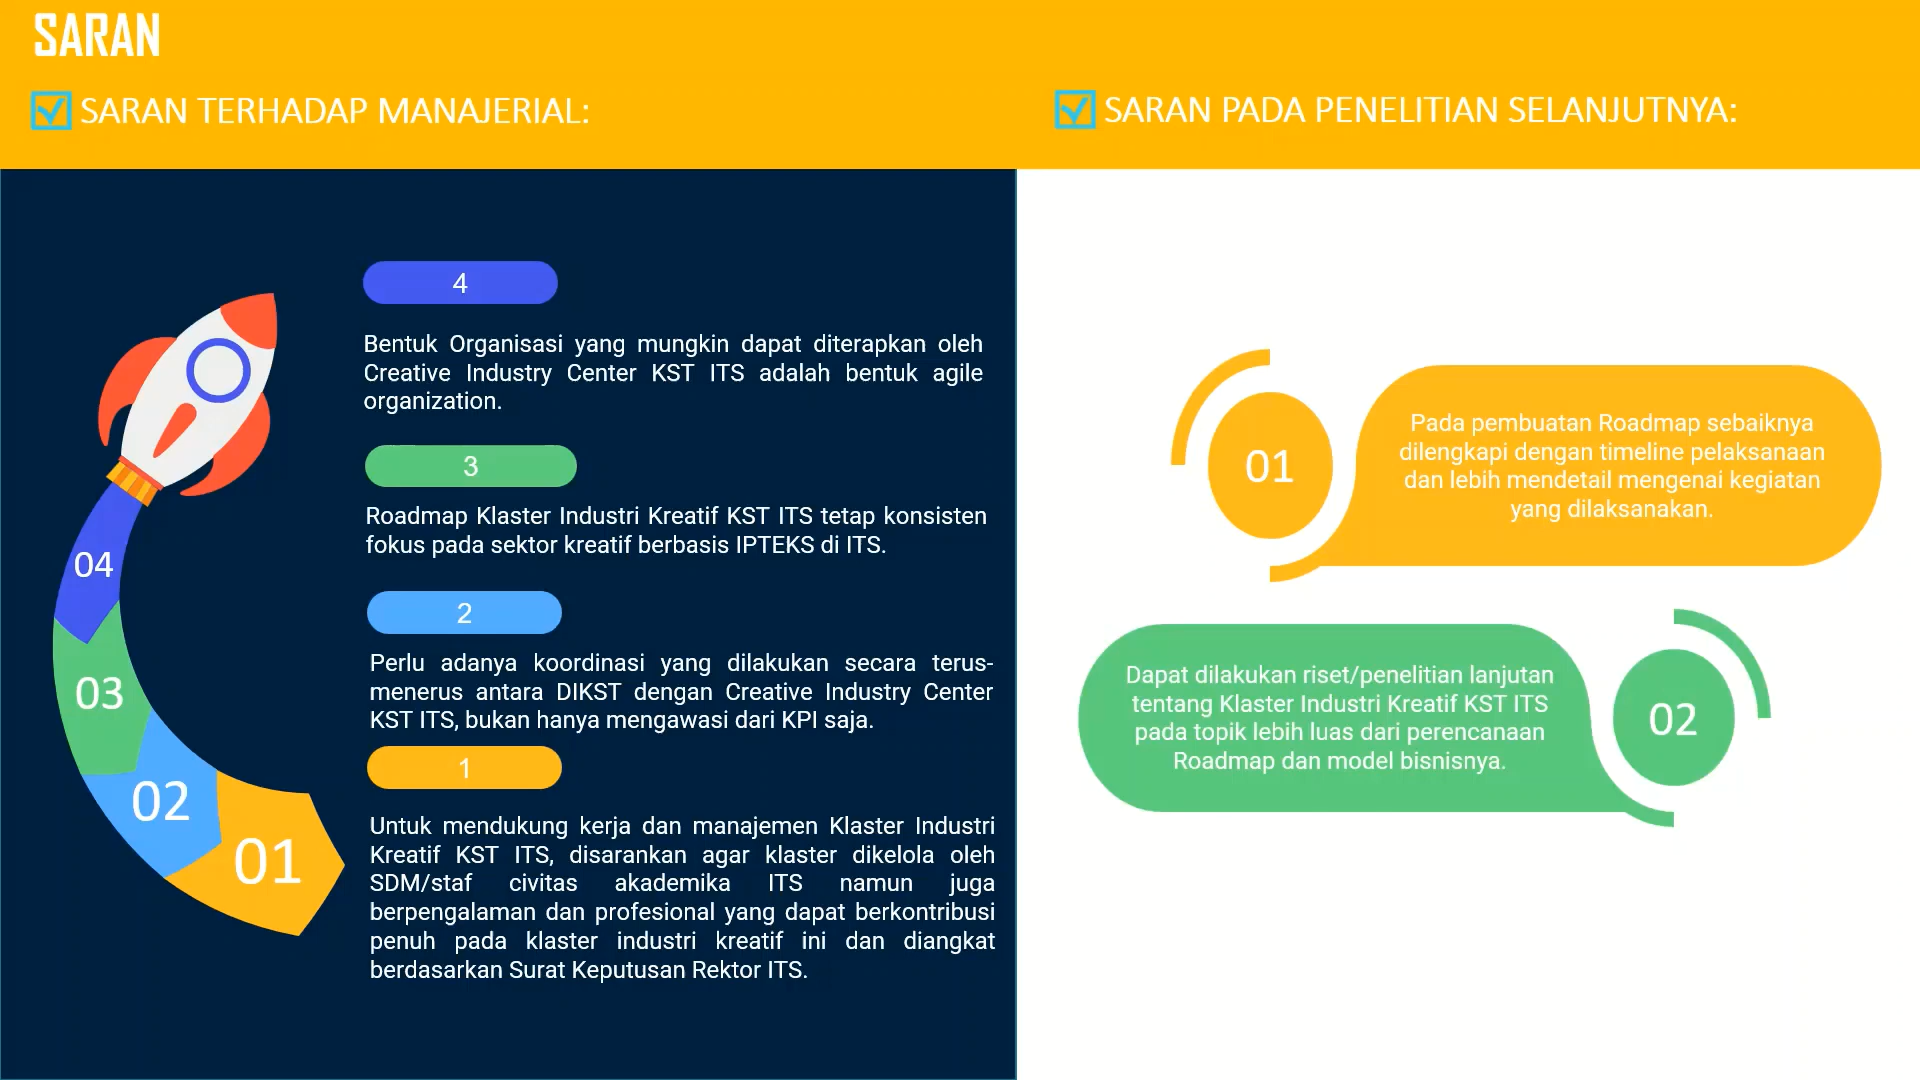 SARAN
SARAN TERHADAP MANAJERIAL:
4
Bentuk Organisasi yang mungkin dapat diterapkan oleh
Creative Industry Center KST ITS adalah bentuk agile
organization.
3
Roadmap Klaster Industri Kreatif KST ITS tetap konsisten
fokus pada sektor kreatif berbasis IPTEKS di ITS.
2
Perlu adanya koordinasi yang dilakukan secara terus-
menerus antara DIKST dengan Creative Industry Center
KST ITS, bukan hanya mengawasi dari KPI saja.
1
Untuk mendukung kerja dan manajemen Klaster Industri
Kreatif KST ITS, disarankan agar klaster dikelola oleh
SDM/staf civitas akademika ITS namun juga
berpengalaman dan profesional yang dapat berkontribusi
penuh pada klaster industri kreatif ini dan diangkat
berdasarkan Surat Keputusan Rektor ITS.
04
03
02
01
SARAN PADA PENELITIAN SELANJUTNYA:
01
Pada pembuatan Roadmap sebaiknya
dilengkapi dengan timeline pelaksanaan
dan lebih mendetail mengenai kegiatan
yang dilaksanakan.
Dapat dilakukan riset/penelitian lanjutan
tentang Klaster Industri Kreatif KST ITS
pada topik lebih luas dari perencanaan
Roadmap dan model bisnisnya.
02